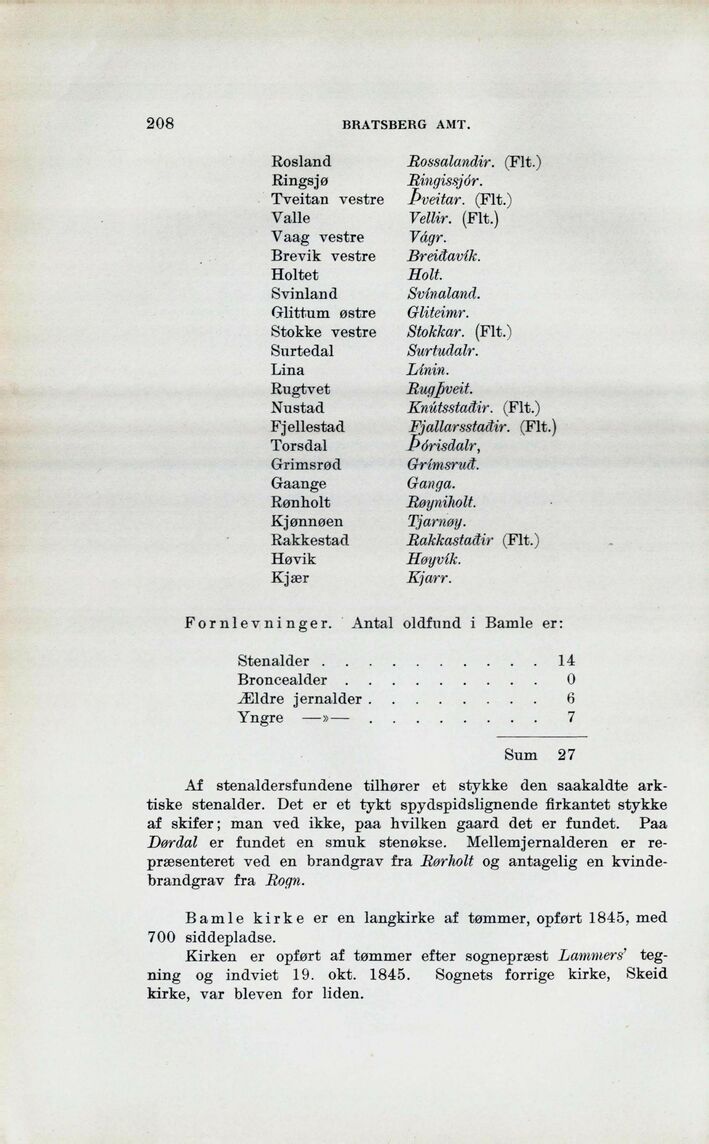 208 BRATSBERG AMT.
Rosland Rossalandir. (Flt.)
Ringsjø Ringissjór.
Tveitan vestre Þveitar. (Flt.)
Valle Vellir. (Flt.)
Vaag vestre Vágr.
Brevik vestre Breiđavík.
Holtet Holt.
Svinland Svínaland.
Glittum østre Gliteimr.
Stokke vestre Stokkar. (Flt.)
Surtedal Surtudalr.
Lina Línin.
Rugtvet Rugþveit.
Nustad Knútsstađir. (Flt.)
Fjellestad Fjallarsstađir. (Flt.)
Torsdal Þórisdalr,
Grimsrød Grímsruđ.
Gaange Ganga.
Rønholt Røyniholt.
Kjønnøen Tjarnøy.
Rakkestad Rakkastađir (Flt.)
Høvik Høyvík.
Kjær Kjarr.
Fornlevninger. Antal oldfund i Bamle er:
Stenalder . . . . . . . . . . 14
Broncealder . . . . . . . . . 0
Ældre jernalder . . . . . . . . 6
Yngre —»— . . . . . . . . 7
Sum 27
Af stenaldersfundene tilhører et stykke den saakaldte ark-
tiske stenalder. Det er et tykt spydspidslignende firkantet stykke
af skifer; man ved ikke, paa hvilken gaard det er fundet. Paa
Dørdal er fundet en smuk stenøkse. Mellemjernalderen er re-
præsenteret ved en brandgrav fra Rørholt og antagelig en kvinde-
brandgrav fra Rogn.
Bamle kirke er en langkirke af tømmer, opført 1845, med
700 siddepladse.
Kirken er opført af tømmer efter sognepræst Lammers' teg-
ning og indviet 19. okt. 1845. Sognets forrige kirke, Skeid
kirke, var bleven for liden.